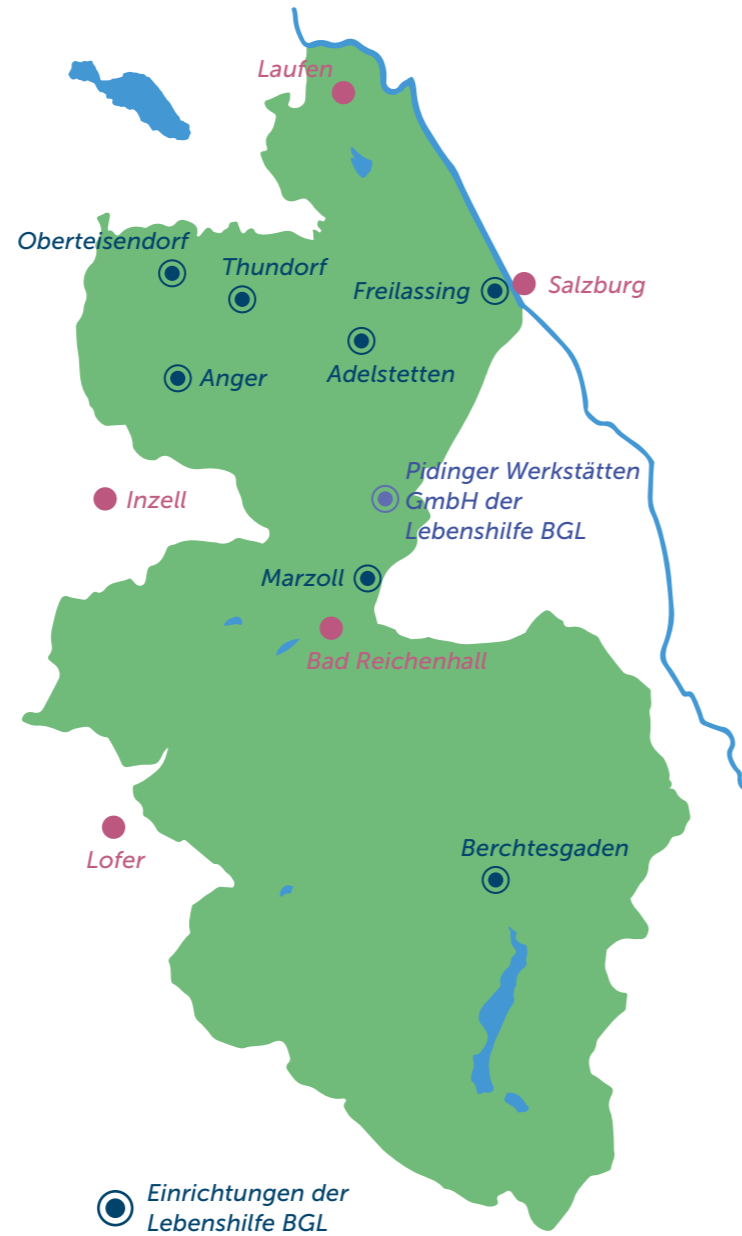 Laufen
Oberteisendorf
Thundorf
Freilassing
Salzburg
Adelstetten
Anger
Pidinger Werkstätten
GmbH der
Lebenshilfe BGL
Inzell
Marzoll
Bad Reichenhall
Lofer
Berchtesgaden
Einrichtungen der
Lebenshilfe BGL